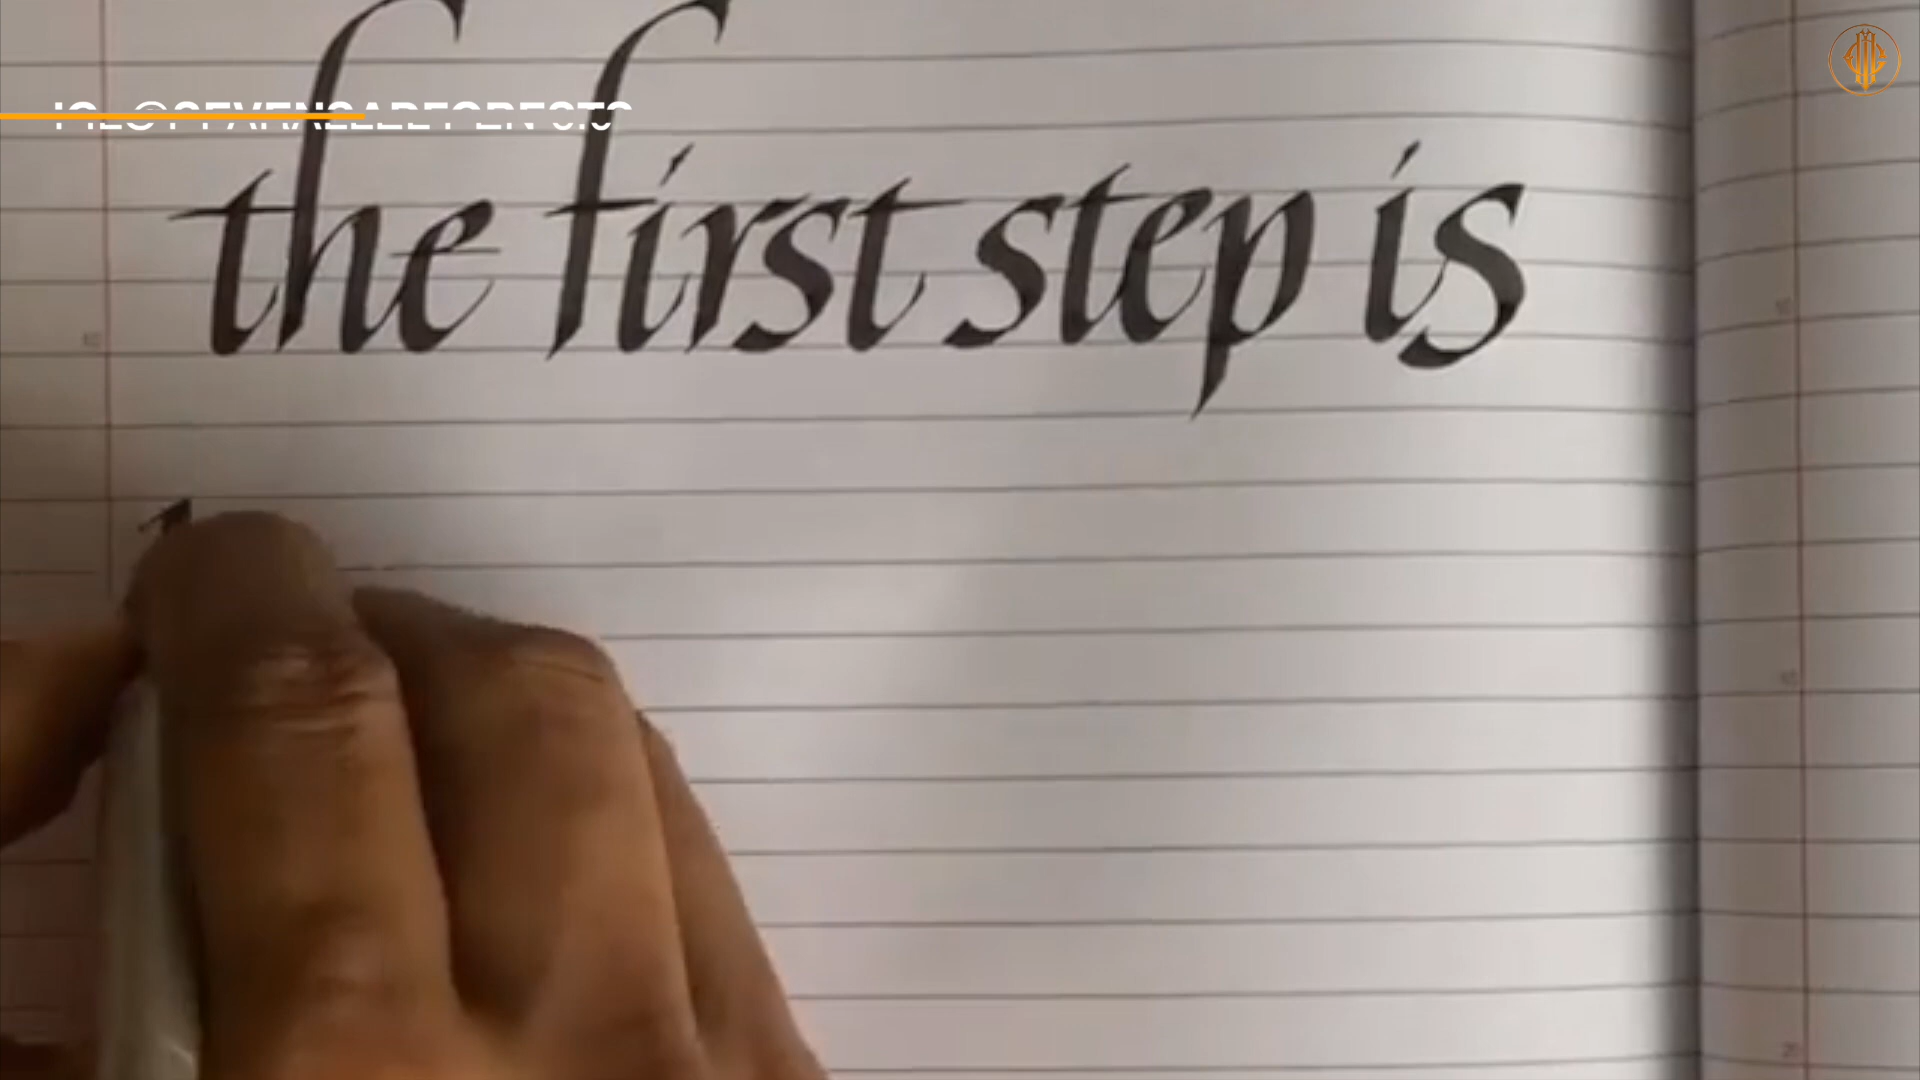 the first step is